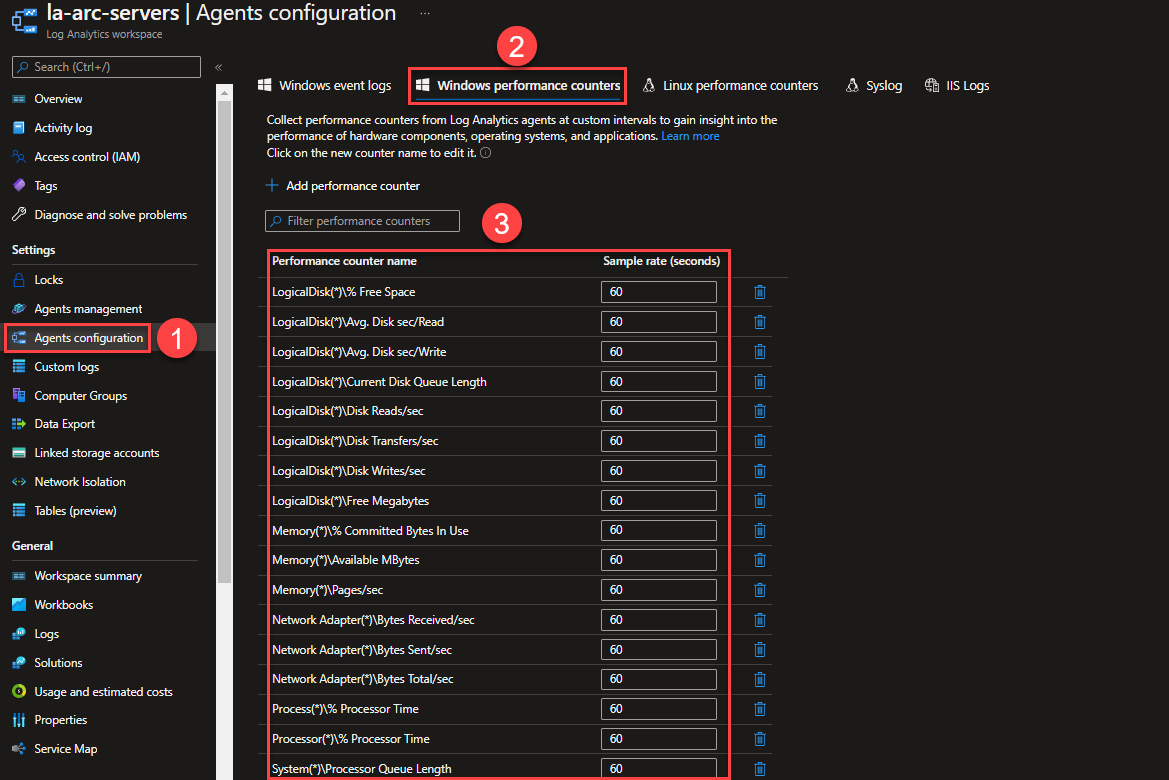 la-arc-servers | Agents configuration ...
Log Analytics workspace
Search (Ctrl+/)
«
Overview
Activity log
Access control (IAM)
Tags
Diagnose and solve problems
Settings
Locks
Agents management
Agents configuration
1
Custom logs
Computer Groups
Data Export
Linked storage accounts
Network Isolation
Tables (preview)
General
Workspace summary
Workbooks
Logs
Solutions
Usage and estimated costs
Properties
Service Map
2
Windows event logs
Windows performance counters
Linux performance counters
Syslog
IIS Logs
Collect performance counters from Log Analytics agents at custom intervals to gain insight into the
performance of hardware components, operating systems, and applications. Learn more
Click on the new counter name to edit it.
Add performance counter
Filter performance counters
3
Performance counter name Sample rate (seconds)
LogicalDisk(*)\% Free Space 60
LogicalDisk(*)\Avg. Disk sec/Read 60
LogicalDisk(*)\Avg. Disk sec/Write 60
LogicalDisk(*)\Current Disk Queue Length 60
LogicalDisk(*)\Disk Reads/sec 60
LogicalDisk(*)\Disk Transfers/sec 60
LogicalDisk(*)\Disk Writes/sec 60
LogicalDisk(*)\Free Megabytes 60
Memory(*)\% Committed Bytes In Use 60
Memory(*)\Available MBytes 60
Memory(*)\Pages/sec 60
Network Adapter(*)\Bytes Received/sec 60
Network Adapter(*)\Bytes Sent/sec 60
Network Adapter(*)\Bytes Total/sec 60
Process(*)\% Processor Time 60
Processor(*)\% Processor Time 60
System(*)\Processor Queue Length 60